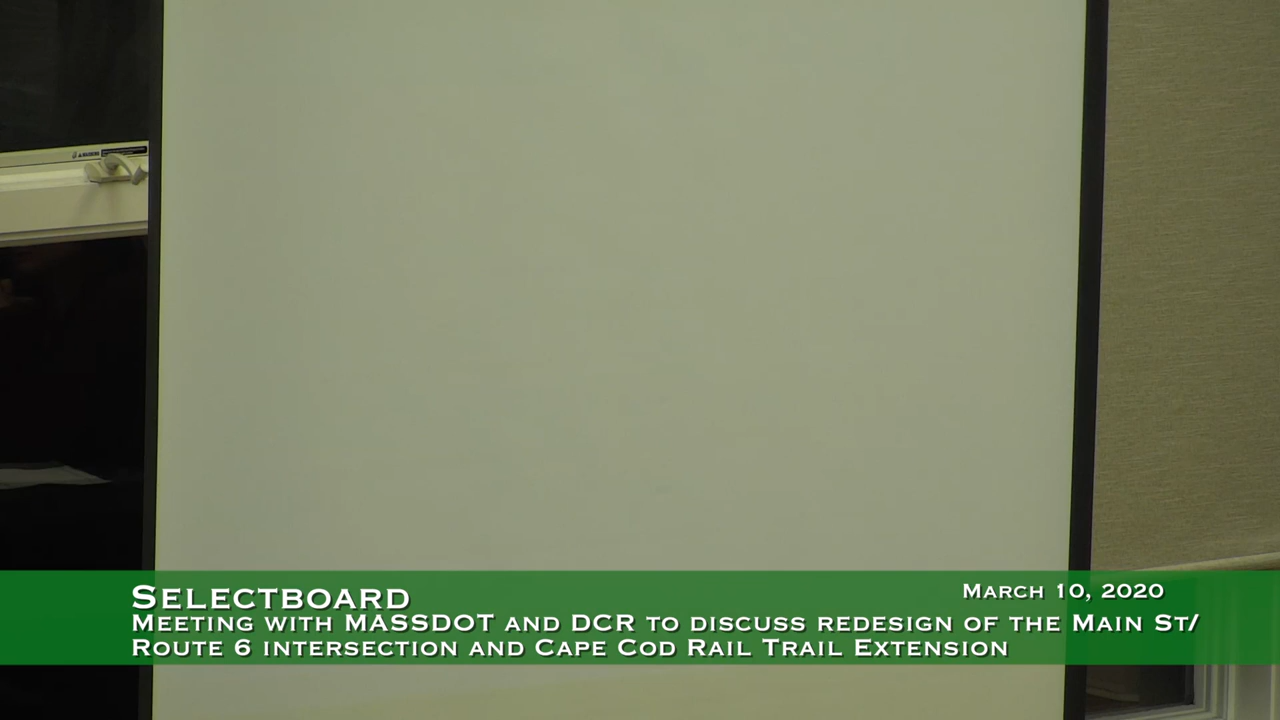 WARNING
Selectboard
March 10, 2020
Meeting with MASSDOT and DCR to discuss redesign of the Main St/
Route 6 intersection and Cape Cod Rail Trail Extension